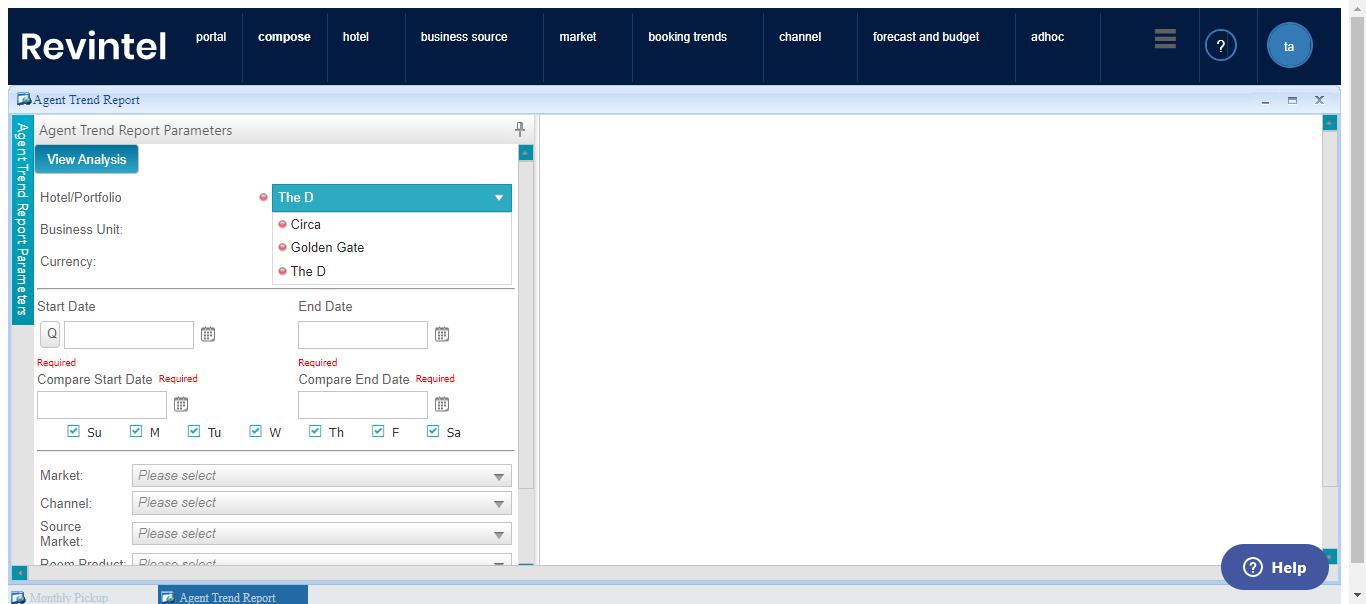 Revintel portal compose hotel business source market booking trends channel forecast and budget adhoc ? ta
Agent Trend Report
Agent Trend Report Parameters
Agent Trend Report Parameters
View Analysis
Hotel/Portfolio The D
Circa
Business Unit:
Golden Gate
Currency:
The D
Start Date End Date
Q
Required Required
Compare Start Date Required Compare End Date Required
Su M Tu W Th F Sa
Market: Please select
Channel: Please select
Source Market: Please select
Room Product: Please select
? Help
Monthly Pickup Agent Trend Report